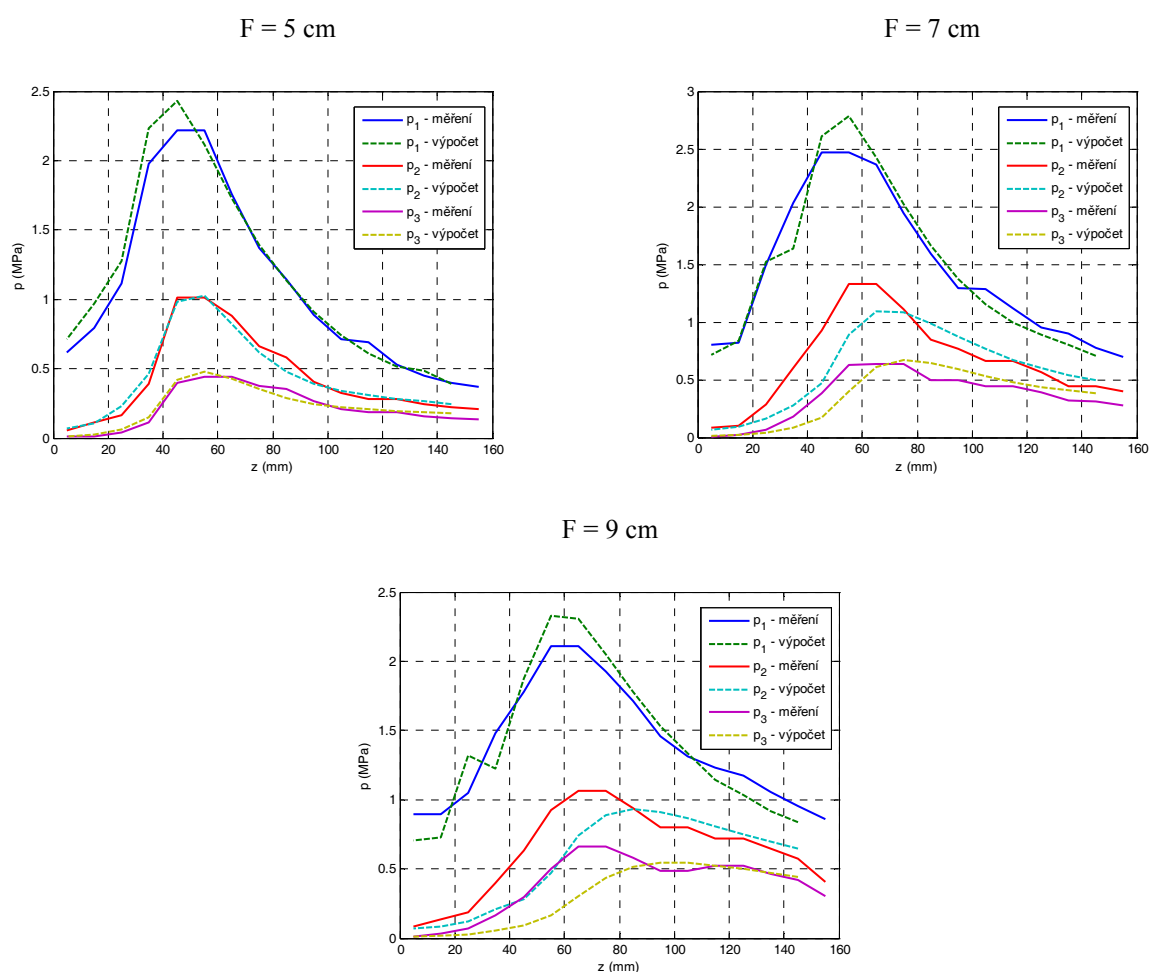 F = 5 cm
F = 7 cm
2.5
2
1.5
1
0.5
0
p (MPa)
0 20 40 60 80 100 120 140 160
z (mm)
p1 - měření
p1 - výpočet
p2 - měření
p2 - výpočet
p3 - měření
p3 - výpočet
3
2.5
2
1.5
1
0.5
0
p (MPa)
0 20 40 60 80 100 120 140 160
z (mm)
p1 - měření
p1 - výpočet
p2 - měření
p2 - výpočet
p3 - měření
p3 - výpočet
F = 9 cm
2.5
2
1.5
1
0.5
0
p (MPa)
0 20 40 60 80 100 120 140 160
z (mm)
p1 - měření
p1 - výpočet
p2 - měření
p2 - výpočet
p3 - měření
p3 - výpočet